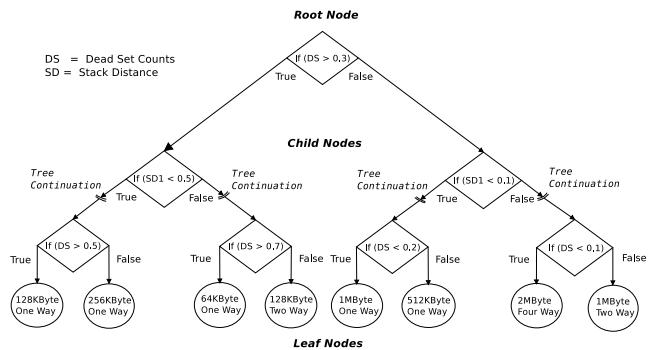 Root Node
DS = Dead Set Counts
SD = Stack Distance
If (DS > 0,3)
True
False
Child Nodes
Tree
Continuation
If (SD1 < 0.5)
True
False
Tree
Continuation
Tree
Continuation
If (SD1 < 0.1)
True
False
Tree
Continuation
If (DS > 0.5)
True
False
If (DS > 0,7)
True
False
If (DS < 0,2)
True
False
If (DS < 0,1)
True
False
128KByte
One Way
256KByte
One Way
64KByte
One Way
128KByte
Two Way
1MByte
One Way
512KByte
One Way
2MByte
Four Way
1MByte
Two Way
Leaf Nodes